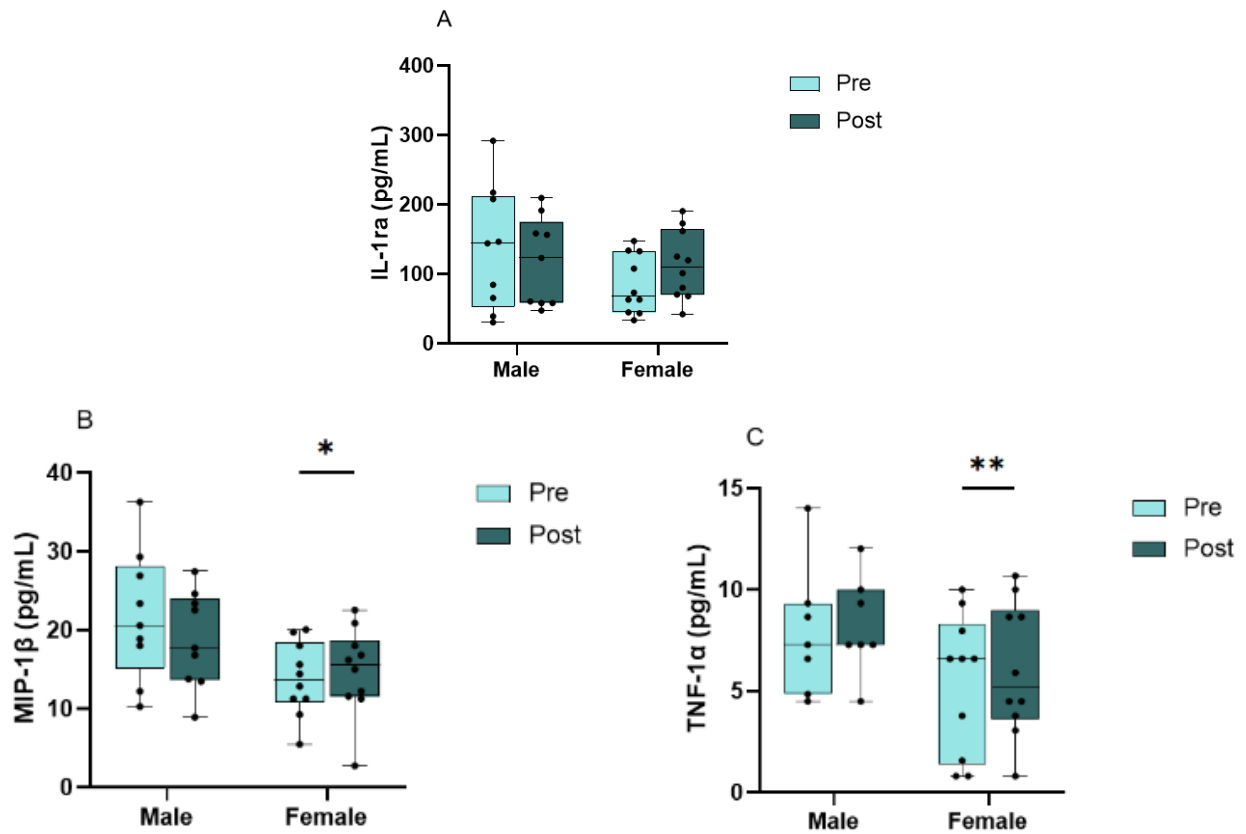 A
400
300
200
100
0
IL-1ra (pg/mL)
Male
Female
Pre
Post
B
*
40
30
20
10
0
MIP-1β (pg/mL)
Male
Female
Pre
Post
C
**
15
10
5
0
TNF-1α (pg/mL)
Male
Female
Pre
Post